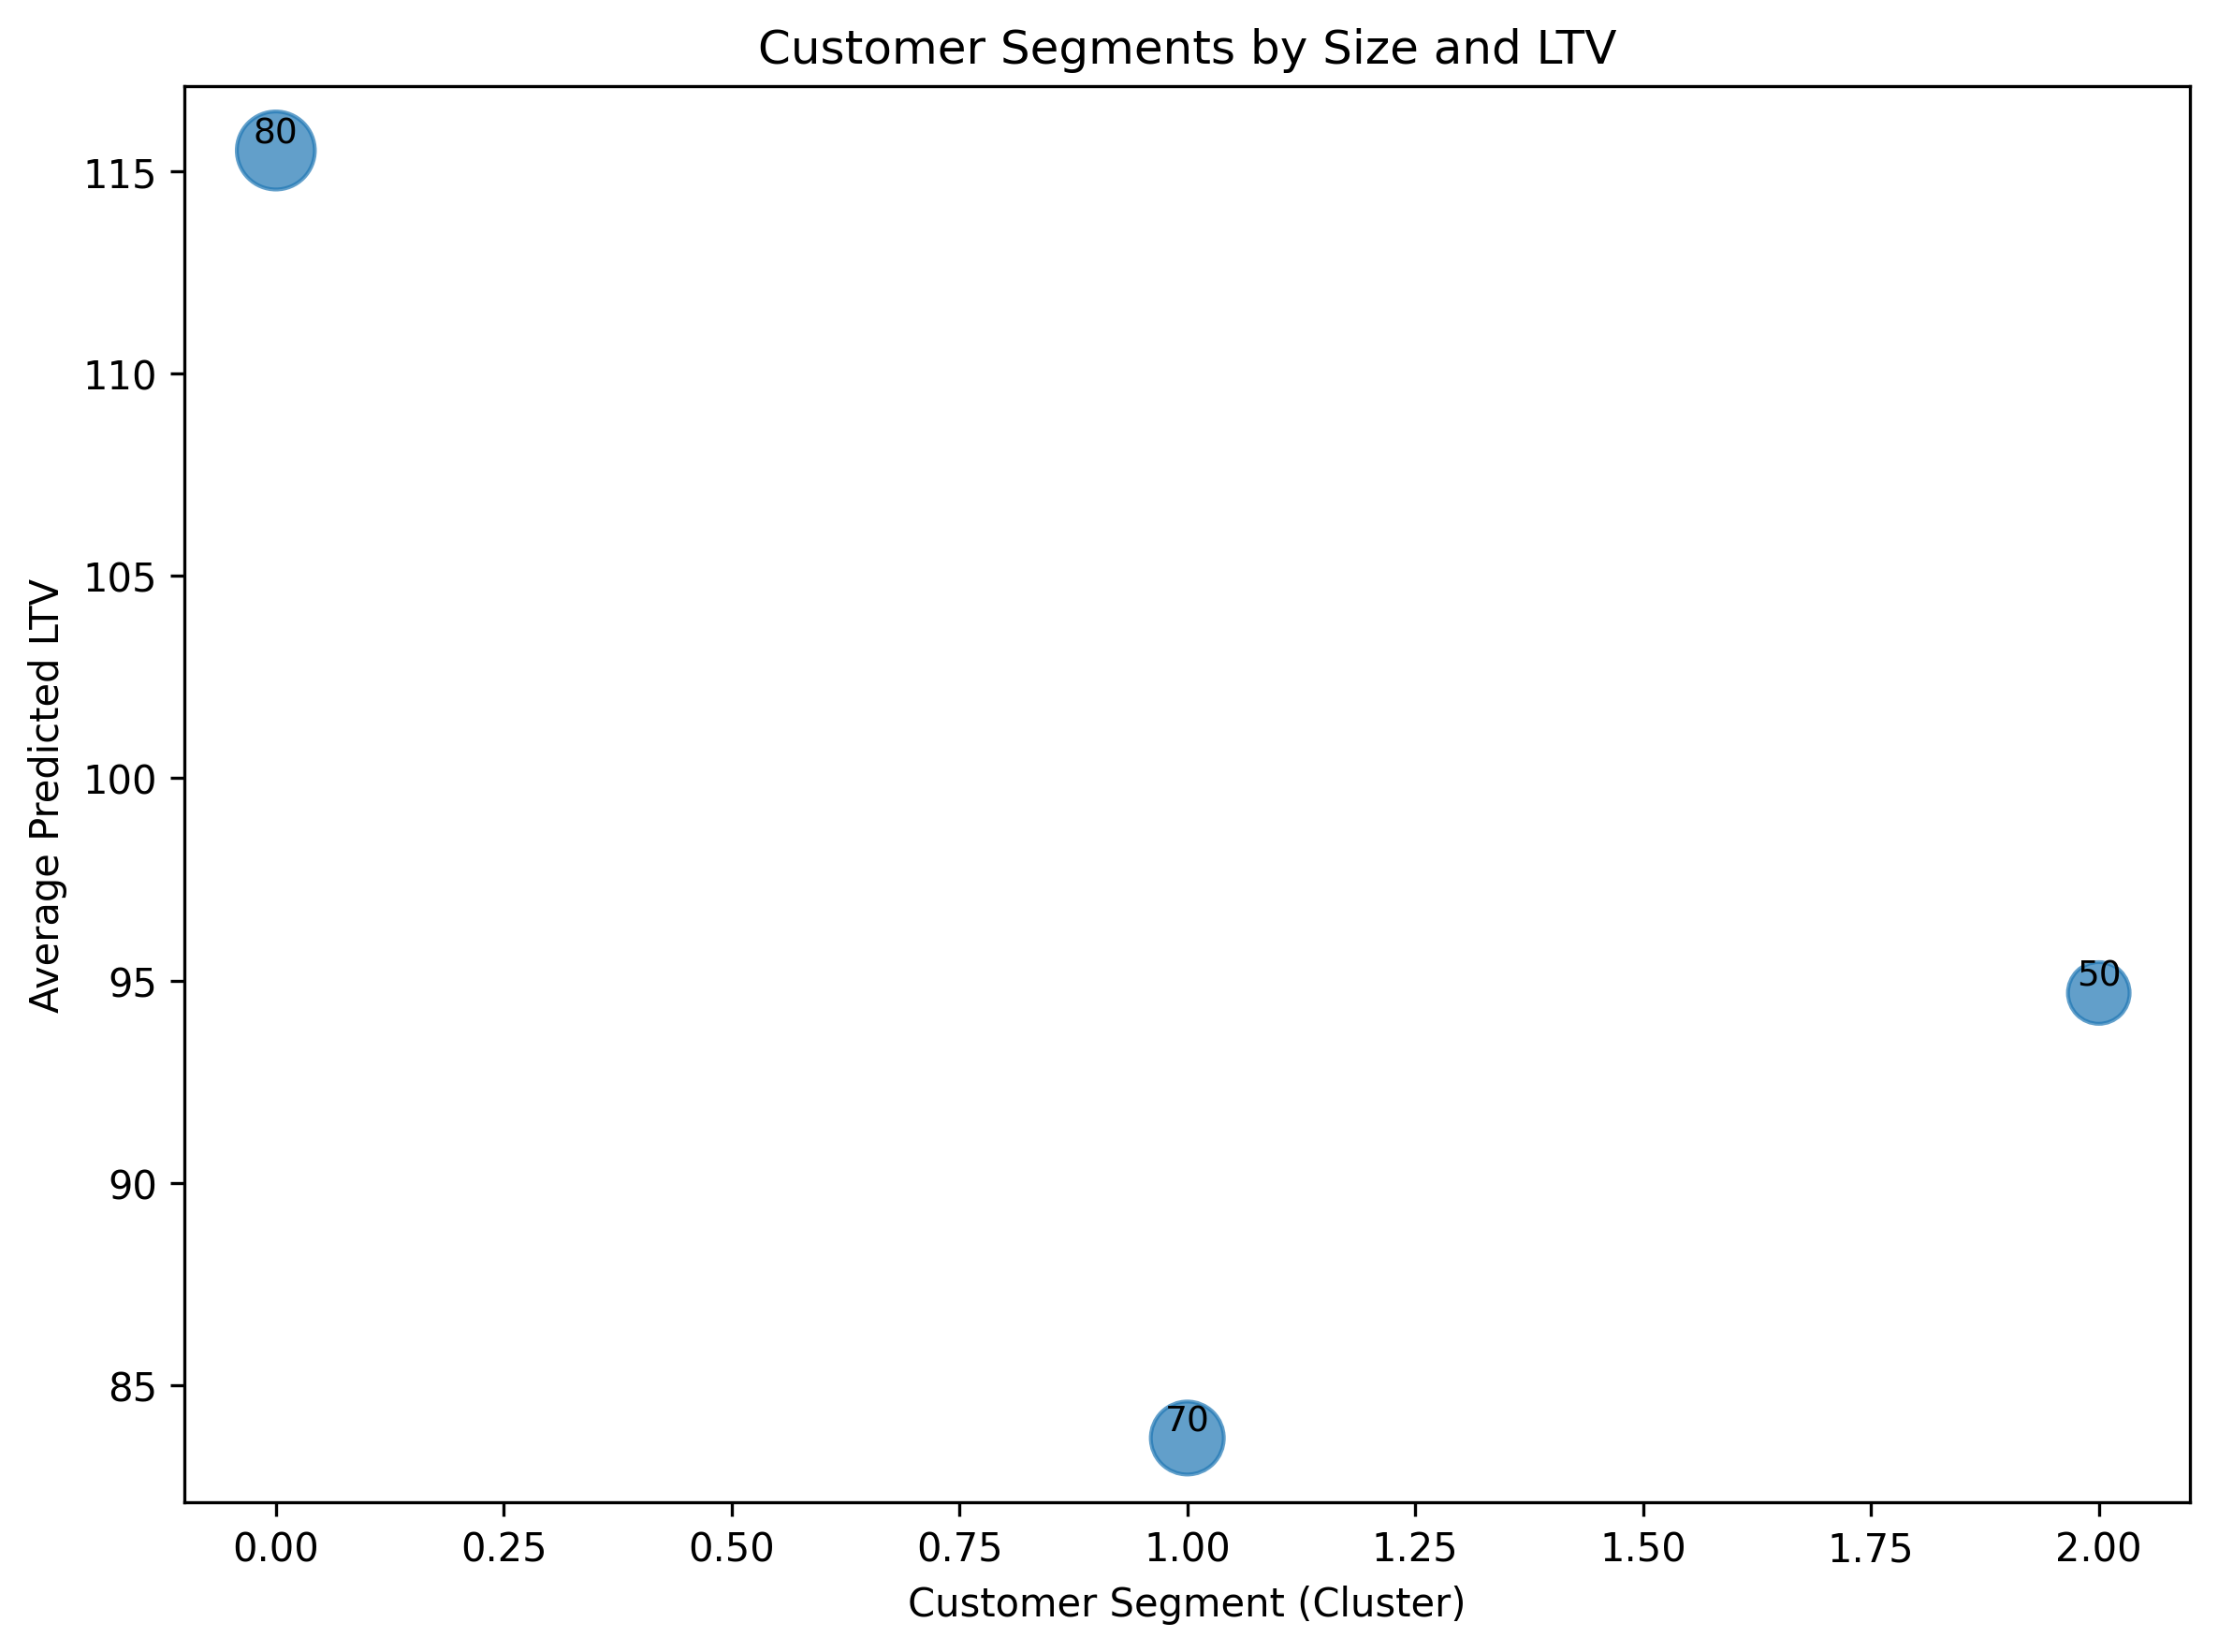 Customer Segments by Size and LTV
80
115
110
105
100
50
95
90
70
85
Average Predicted LTV
0.00 0.25 0.50 0.75 1.00 1.25 1.50 1.75 2.00
Customer Segment (Cluster)